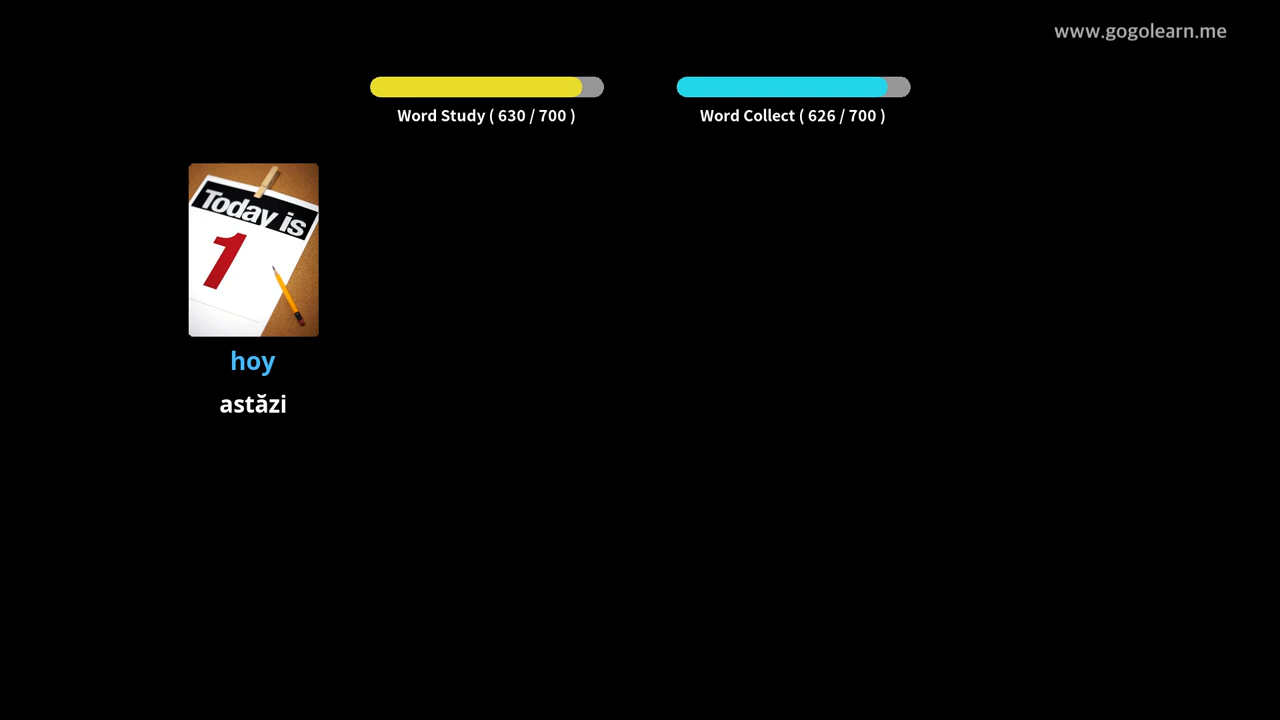 www.gogolearn.me
Word Study ( 630 / 700 )
Word Collect ( 626 / 700 )
Today is
1
hoy
astăzi